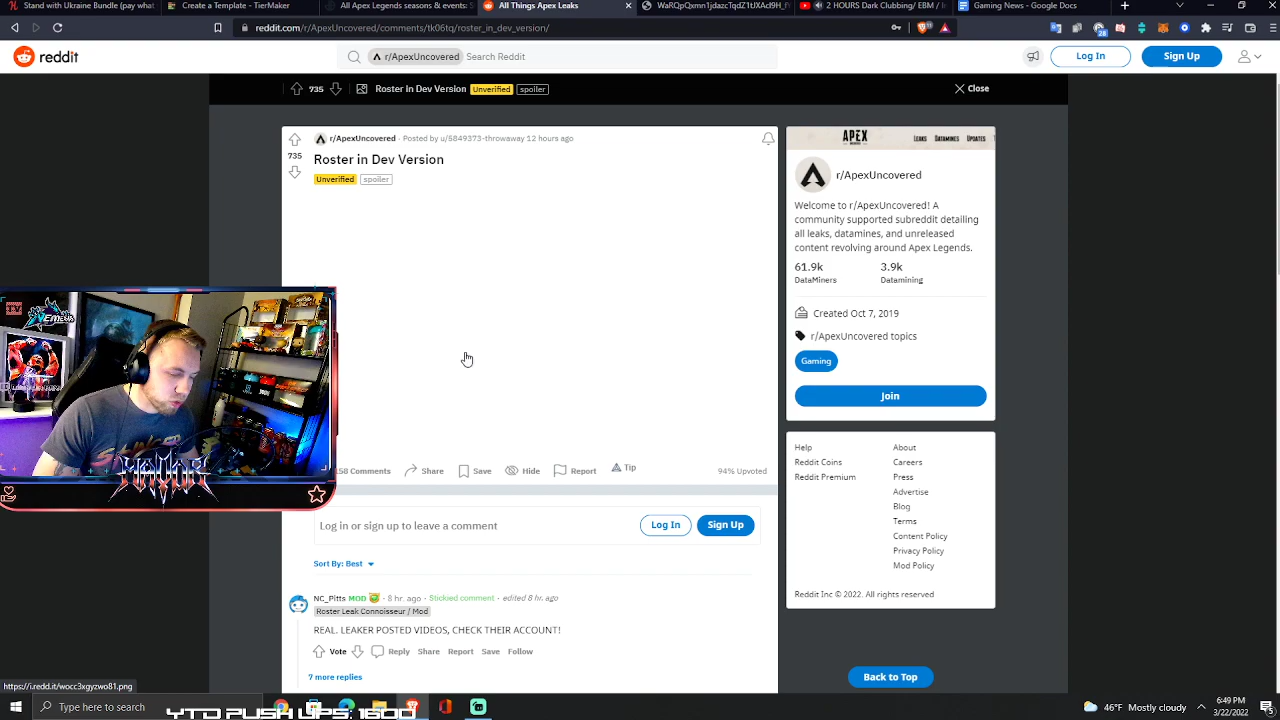 Stand with Ukraine Bundle (pay what
Create a Template - TierMaker
All Apex Legends seasons & events: S
All Things Apex Leaks
WaRQpQxmn1jdazcTqdZ1tUXAcI9H_F
2 HOURS Dark Clubbing/ EBM / In
Gaming News - Google Docs
reddit.com/r/ApexUncovered/comments/tk06tq/roster_in_dev_version/
reddit
r/ApexUncovered
Search Reddit
Log In
Sign Up
735
Roster in Dev Version
Unverified
spoiler
Close
r/ApexUncovered · Posted by u/5849373-throwaway 12 hours ago
735
Roster in Dev Version
Unverified
spoiler
158 Comments
Share
Save
Hide
Report
Tip
94% Upvoted
Log in or sign up to leave a comment
Log In
Sign Up
Sort By: Best
NC_Pitts MOD · 8 hr. ago · Stickied comment · edited 8 hr. ago
Roster Leak Connoisseur / Mod
REAL. LEAKER POSTED VIDEOS, CHECK THEIR ACCOUNT!
Vote
Reply
Share
Report
Save
Follow
7 more replies
APEX
LEAKS
DATAMINES
UPDATES
r/ApexUncovered
Welcome to r/ApexUncovered! A
community supported subreddit detailing
all leaks, datamines, and unreleased
content revolving around Apex Legends.
61.9k
3.9k
DataMiners
Datamining
Created Oct 7, 2019
r/ApexUncovered topics
Gaming
Join
Help
About
Reddit Coins
Careers
Reddit Premium
Press
Advertise
Blog
Terms
Content Policy
Privacy Policy
Mod Policy
Reddit Inc © 2022. All rights reserved
Back to Top
https://i.redd.it/wocc3xgyzwo81.png
Type here to search
46°F Mostly cloudy
6:49 PM
3/22/2022